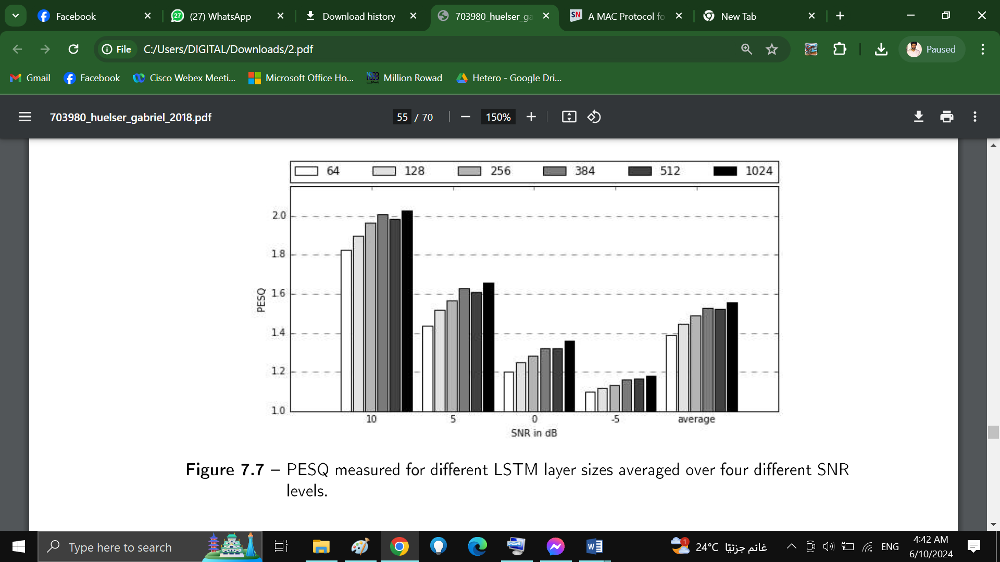 Facebook
27
(27) WhatsApp
Download history
703980_huelser_ga
SN
A MAC Protocol fo
New Tab
File
C:/Users/DIGITAL/Downloads/2.pdf
Paused
Gmail
Facebook
Cisco Webex Meeti...
Microsoft Office Ho...
Million Rowad
Hetero - Google Dri...
703980_huelser_gabriel_2018.pdf
55 / 70
150%
64 128 256 384 512 1024
2.0
1.8
1.6
1.4
1.2
1.0
PESQ
10 5 0 -5 average
SNR in dB
Figure 7.7 – PESQ measured for different LSTM layer sizes averaged over four different SNR
levels.
Type here to search
1
24°C غائم جزئيًا
ENG
4:42 AM
6/10/2024